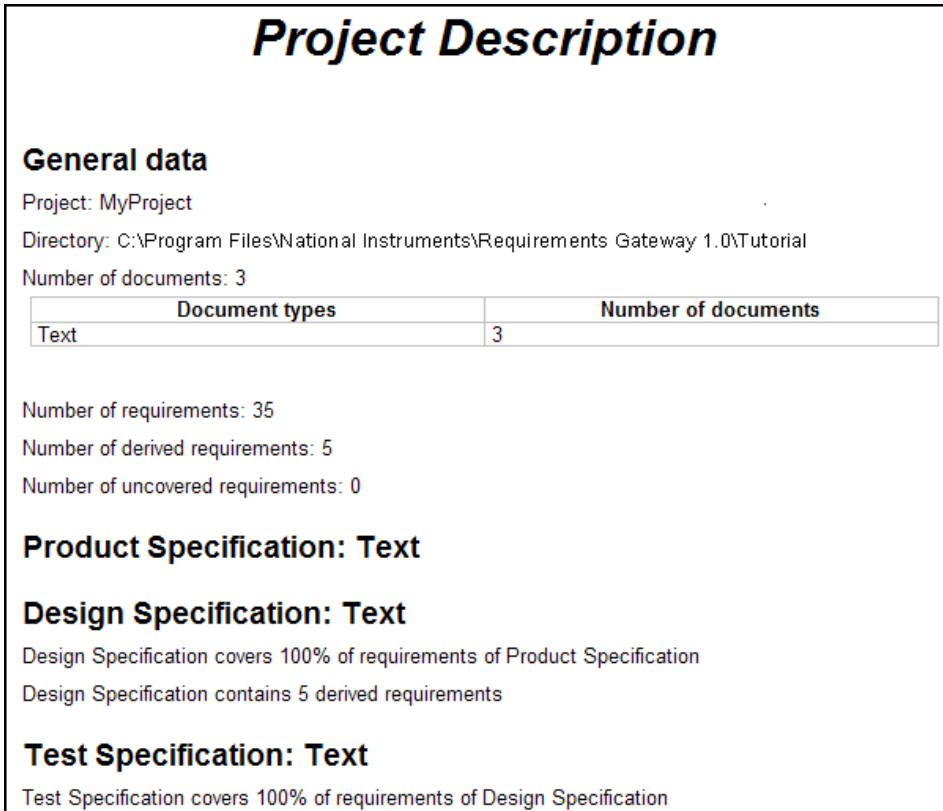 Project Description
General data
Project: MyProject
Directory: C:\Program Files\National Instruments\Requirements Gateway 1.0\Tutorial
Number of documents: 3
Document types Number of documents
Text 3
Number of requirements: 35
Number of derived requirements: 5
Number of uncovered requirements: 0
Product Specification: Text
Design Specification: Text
Design Specification covers 100% of requirements of Product Specification
Design Specification contains 5 derived requirements
Test Specification: Text
Test Specification covers 100% of requirements of Design Specification